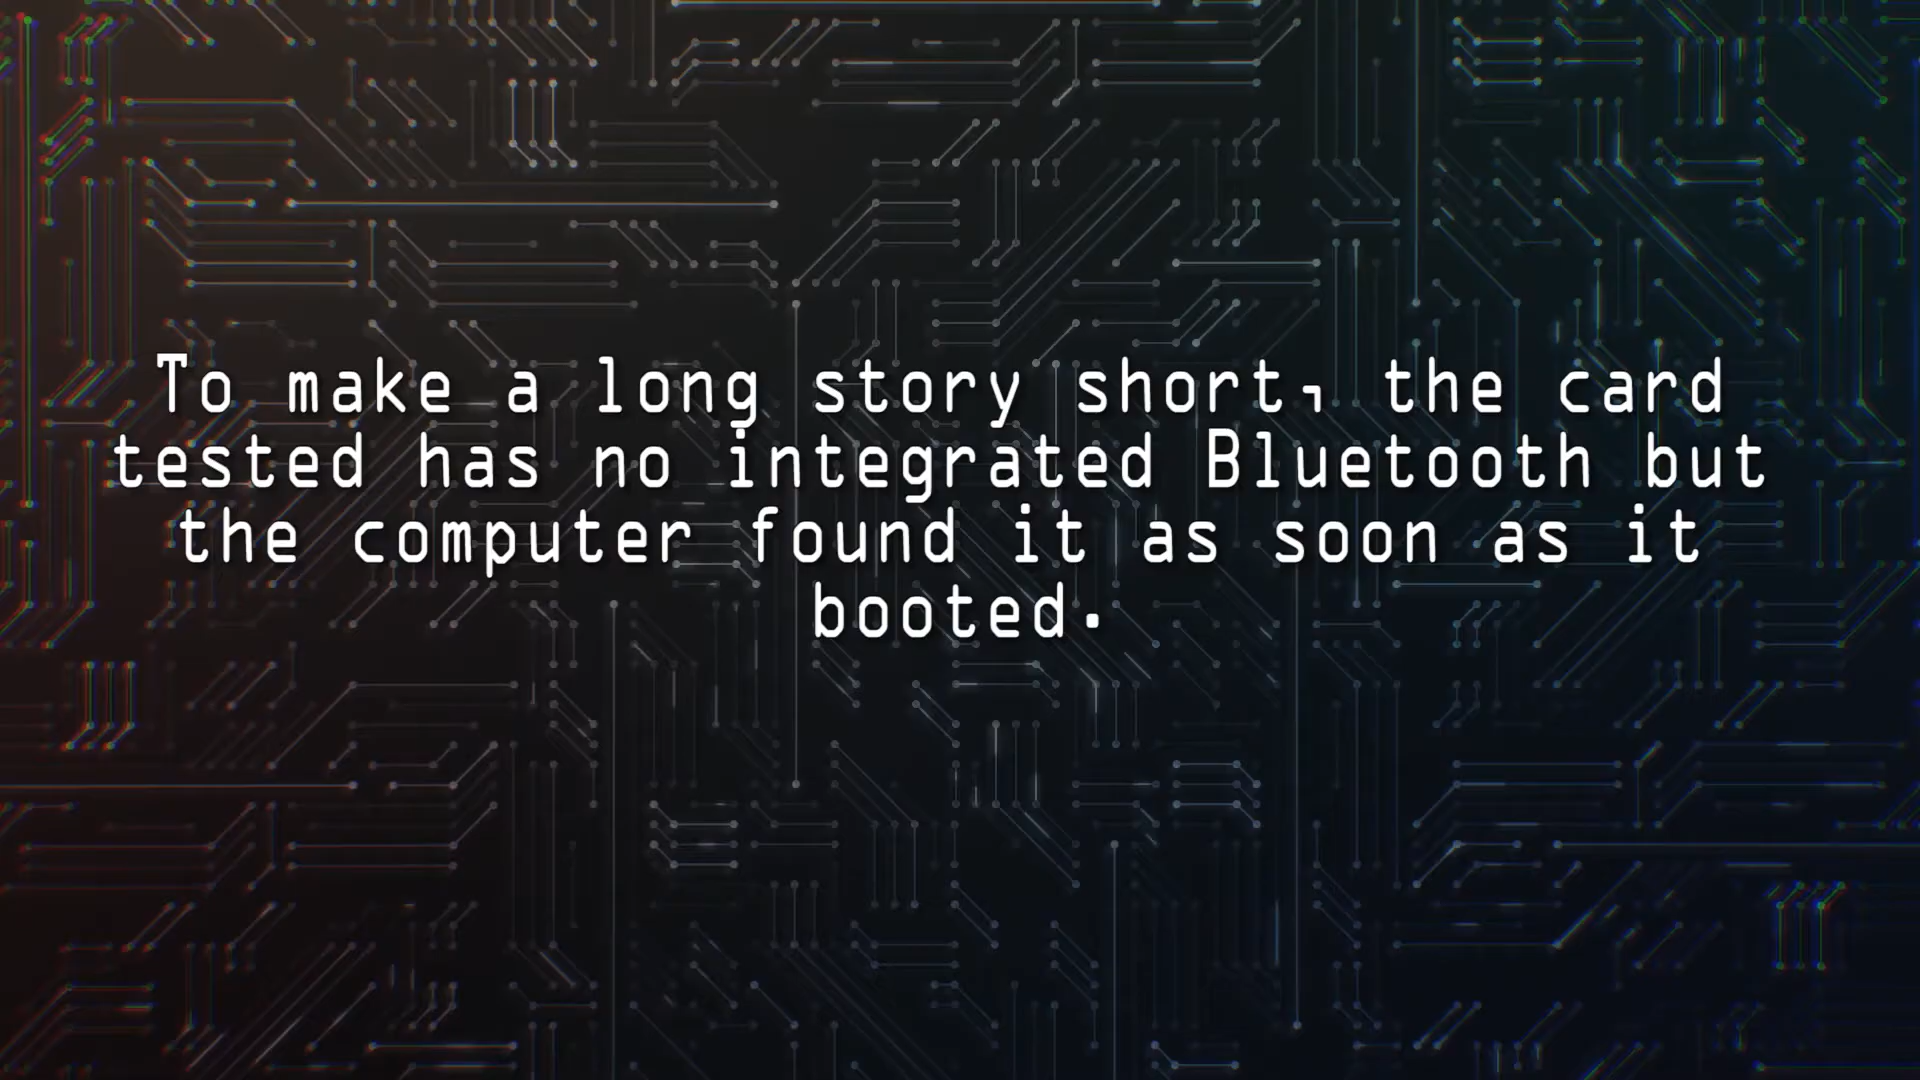 To make a long story short, the card
tested has no integrated Bluetooth but
the computer found it as soon as it
booted.